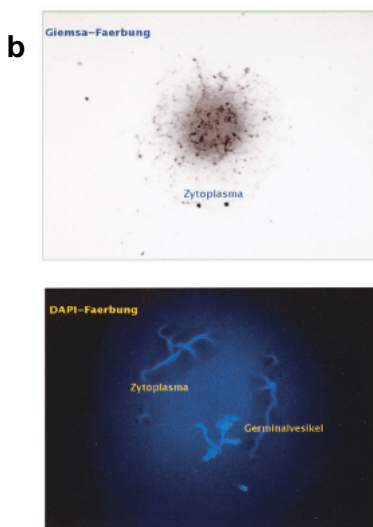 b
Giemsa-Faerbung
Zytoplasma
DAPI-Faerbung
Zytoplasma
Germinalvesikel